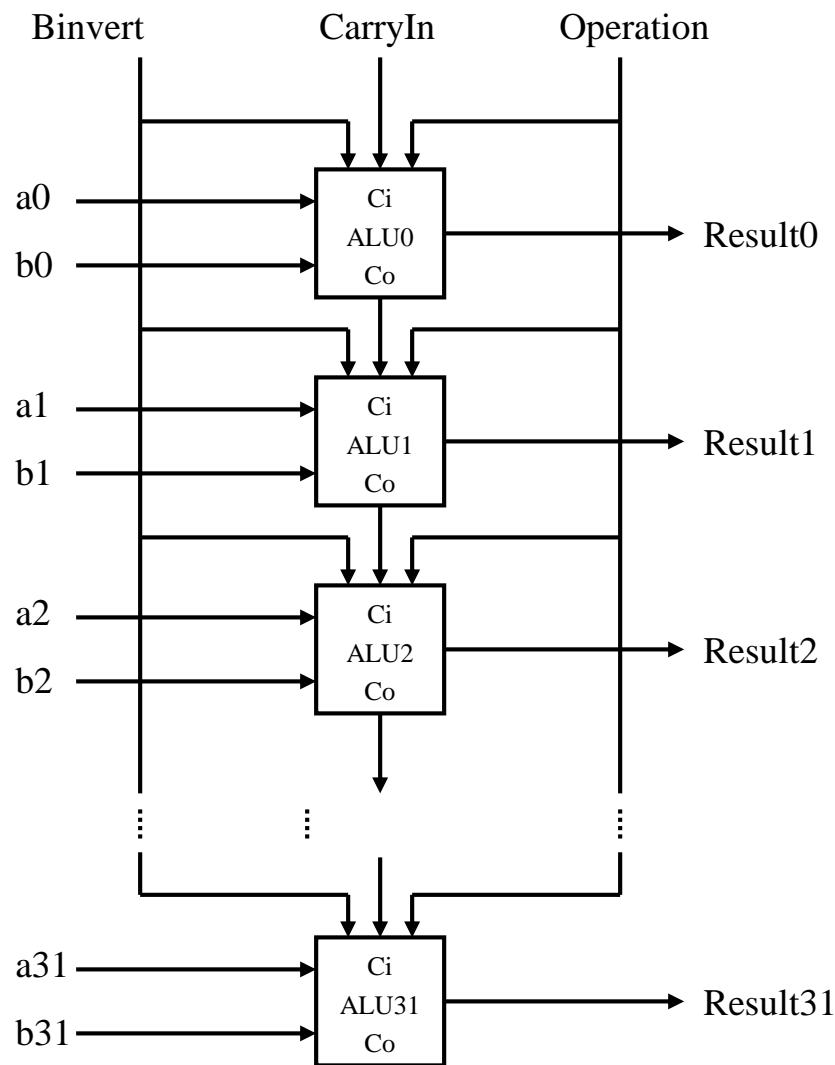 Binvert CarryIn Operation
a0
b0
Ci
ALU0
Co
Result0
a1
b1
Ci
ALU1
Co
Result1
a2
b2
Ci
ALU2
Co
Result2
a31
b31
Ci
ALU31
Co
Result31